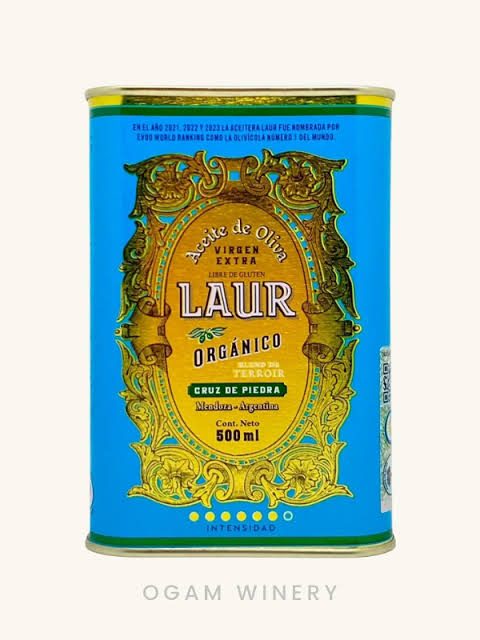 EN EL AÑO 2021, 2022 Y 2023 LA ACEITERA LAUR FUE NOMBRADA POR
EVOO WORLD RANKING COMO LA OLIVÍCOLA NÚMERO 1 DEL MUNDO.
Aceite de Oliva
VIRGEN
EXTRA
LIBRE DE GLUTEN
LAUR
ORGÁNICO
BLEND DE
TERROIR
CRUZ DE PIEDRA
Mendoza - Argentina
Cont. Neto
500 ml
INTENSIDAD
OGAM WINERY